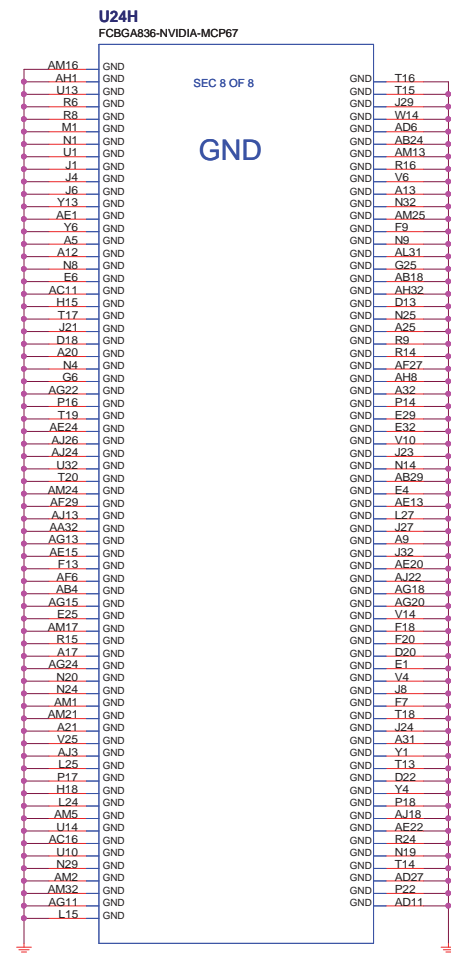 U24H
FCBGA836-NVIDIA-MCP67
SEC 8 OF 8
GND
AM16 GND
AH1 GND GND T16
U13 GND GND T15
R6 GND GND J29
R8 GND GND W14
M1 GND GND AD6
N1 GND GND AB24
U1 GND GND AM13
J1 GND GND R16
J4 GND GND V6
J6 GND GND A13
Y13 GND GND N32
AE1 GND GND AM25
Y6 GND GND F9
A5 GND GND N9
A12 GND GND AL31
N8 GND GND G25
E6 GND GND AB18
AC11 GND GND AH32
H15 GND GND D13
T17 GND GND N25
J21 GND GND A25
D18 GND GND R9
A20 GND GND R14
N4 GND GND AF27
G6 GND GND AH8
AG22 GND GND A32
P16 GND GND P14
T19 GND GND E29
AE24 GND GND E32
AJ26 GND GND V10
AJ24 GND GND J23
U32 GND GND N14
T20 GND GND AB29
AM24 GND GND E4
AF29 GND GND AE13
AJ13 GND GND L27
AA32 GND GND J27
AG13 GND GND A9
AE15 GND GND J32
F13 GND GND AE20
AF6 GND GND AJ22
AB4 GND GND AG18
AG15 GND GND AG20
E25 GND GND V14
AM17 GND GND F18
R15 GND GND F20
A17 GND GND D20
AG24 GND GND E1
N20 GND GND V4
N24 GND GND J8
AM1 GND GND F7
AM21 GND GND T18
A21 GND GND J24
V25 GND GND A31
AJ3 GND GND Y1
L25 GND GND T13
P17 GND GND D22
H18 GND GND Y4
L24 GND GND P18
AM5 GND GND AJ18
U14 GND GND AE22
AC16 GND GND R24
U10 GND GND N19
N29 GND GND T14
AM2 GND GND AD27
AM32 GND GND P22
AG11 GND GND AD11
L15 GND